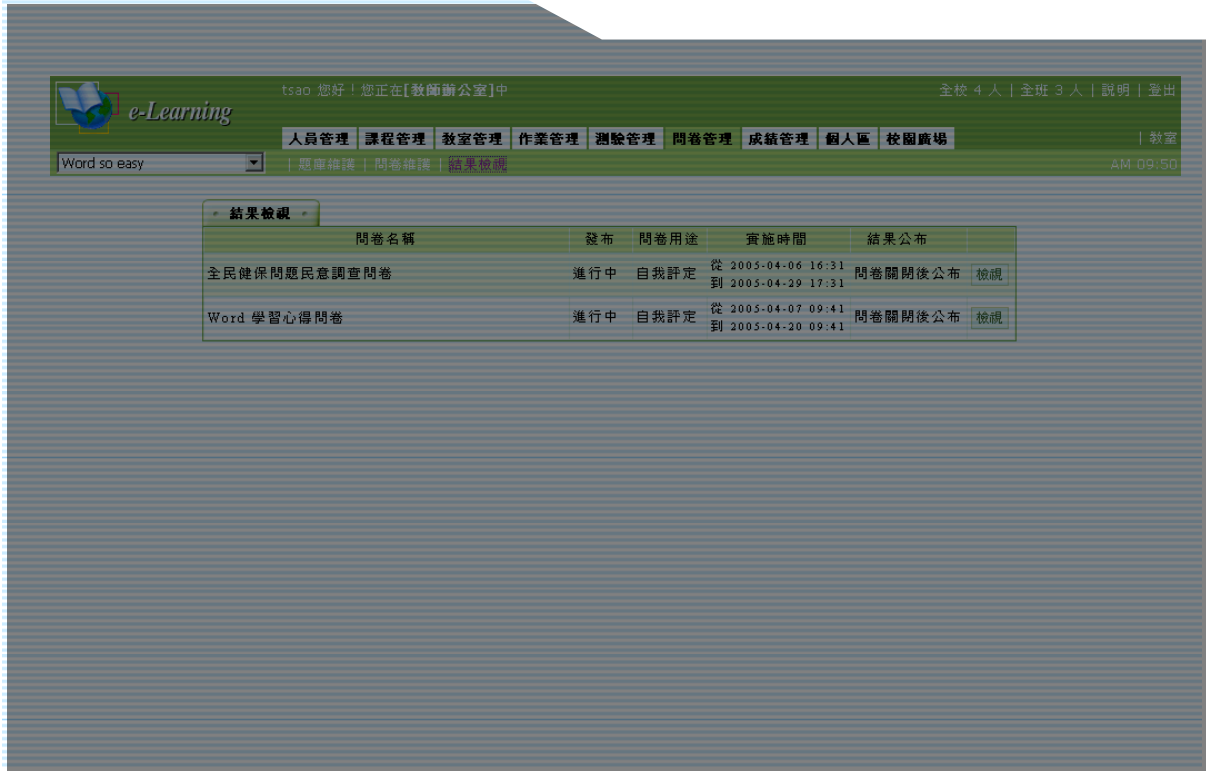 tsao 您好！您正在[教師辦公室]中 全校 4 人 | 全班 3 人 | 說明 | 登出
e-Learning
人員管理 課程管理 教室管理 作業管理 測驗管理 問卷管理 成績管理 個人區 校園廣場 | 教室
Word so easy | 題庫維護 | 問卷維護 | 結果檢視 AM 09:50
結果檢視
問卷名稱 發布 問卷用途 實施時間 結果公布
全民健保問題民意調查問卷 進行中 自我評定 從 2005-04-06 16:31 到 2005-04-29 17:31 問卷關閉後公布 檢視
Word 學習心得問卷 進行中 自我評定 從 2005-04-07 09:41 到 2005-04-20 09:41 問卷關閉後公布 檢視